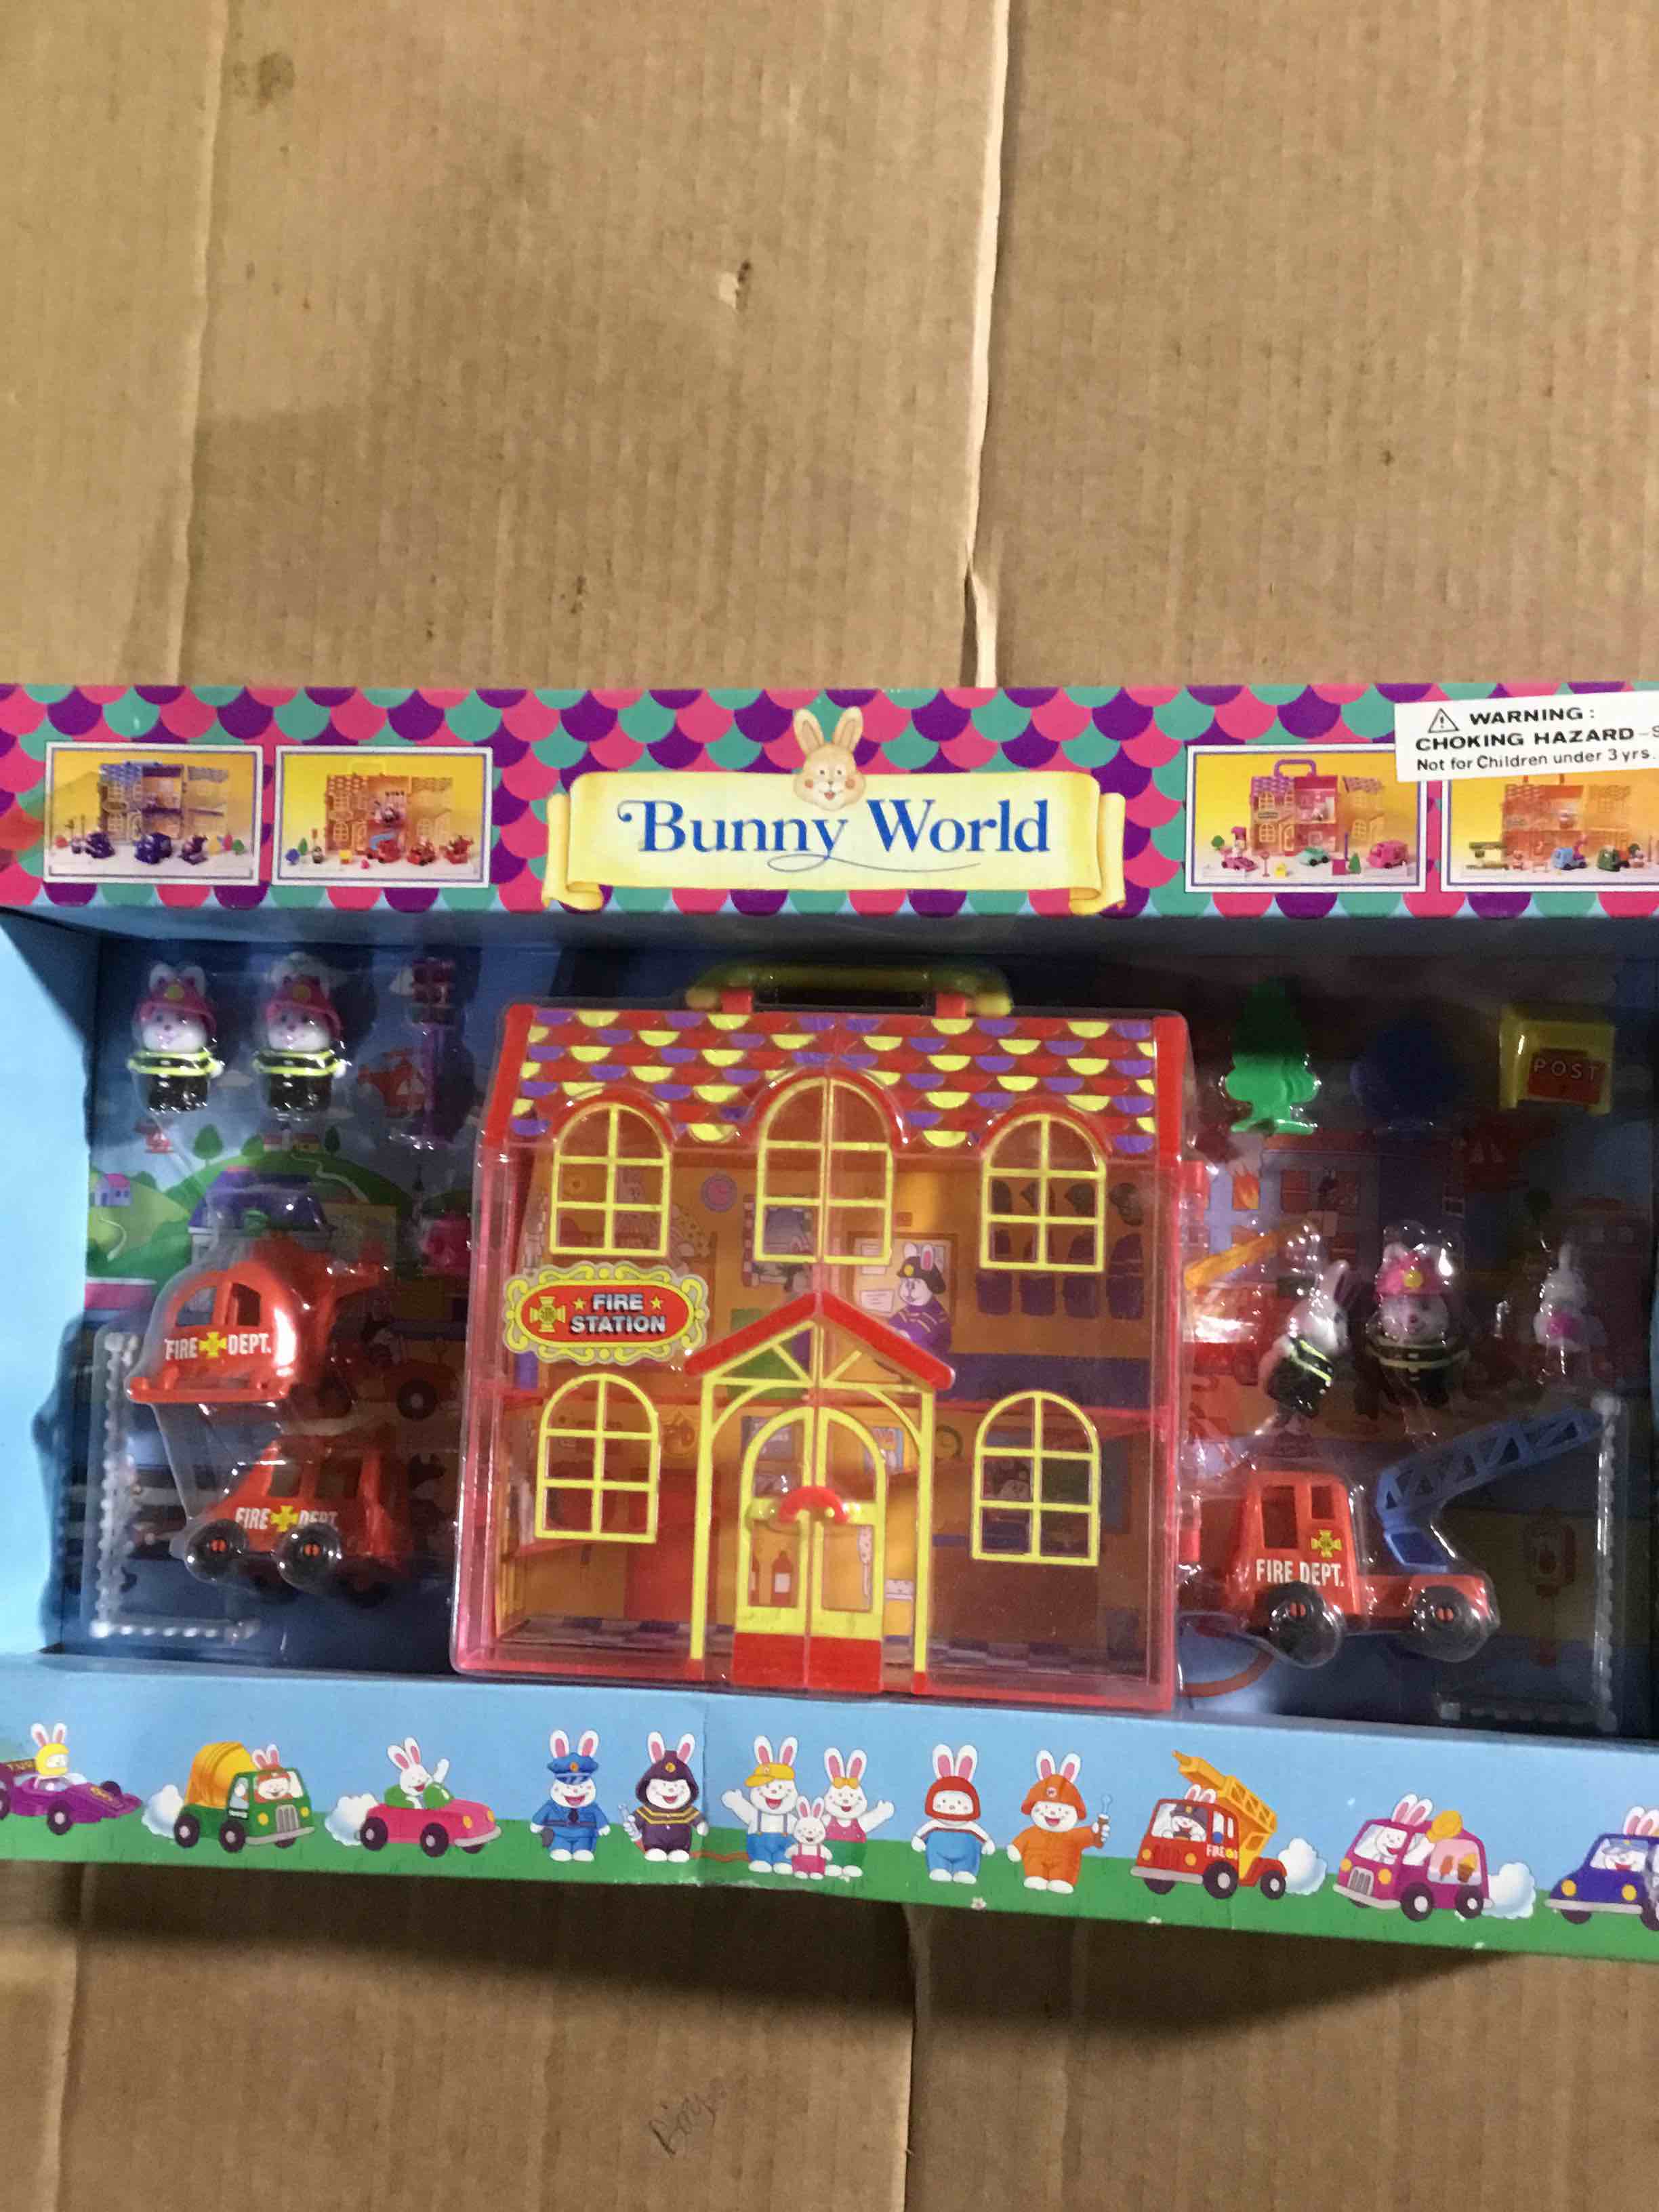 WARNING:
CHOKING HAZARD-S
Not for Children under 3 yrs.
Bunny World
POST
FIRE
STATION
FIRE DEPT.
FIRE DEPT
FIRE DEPT.
FIRE